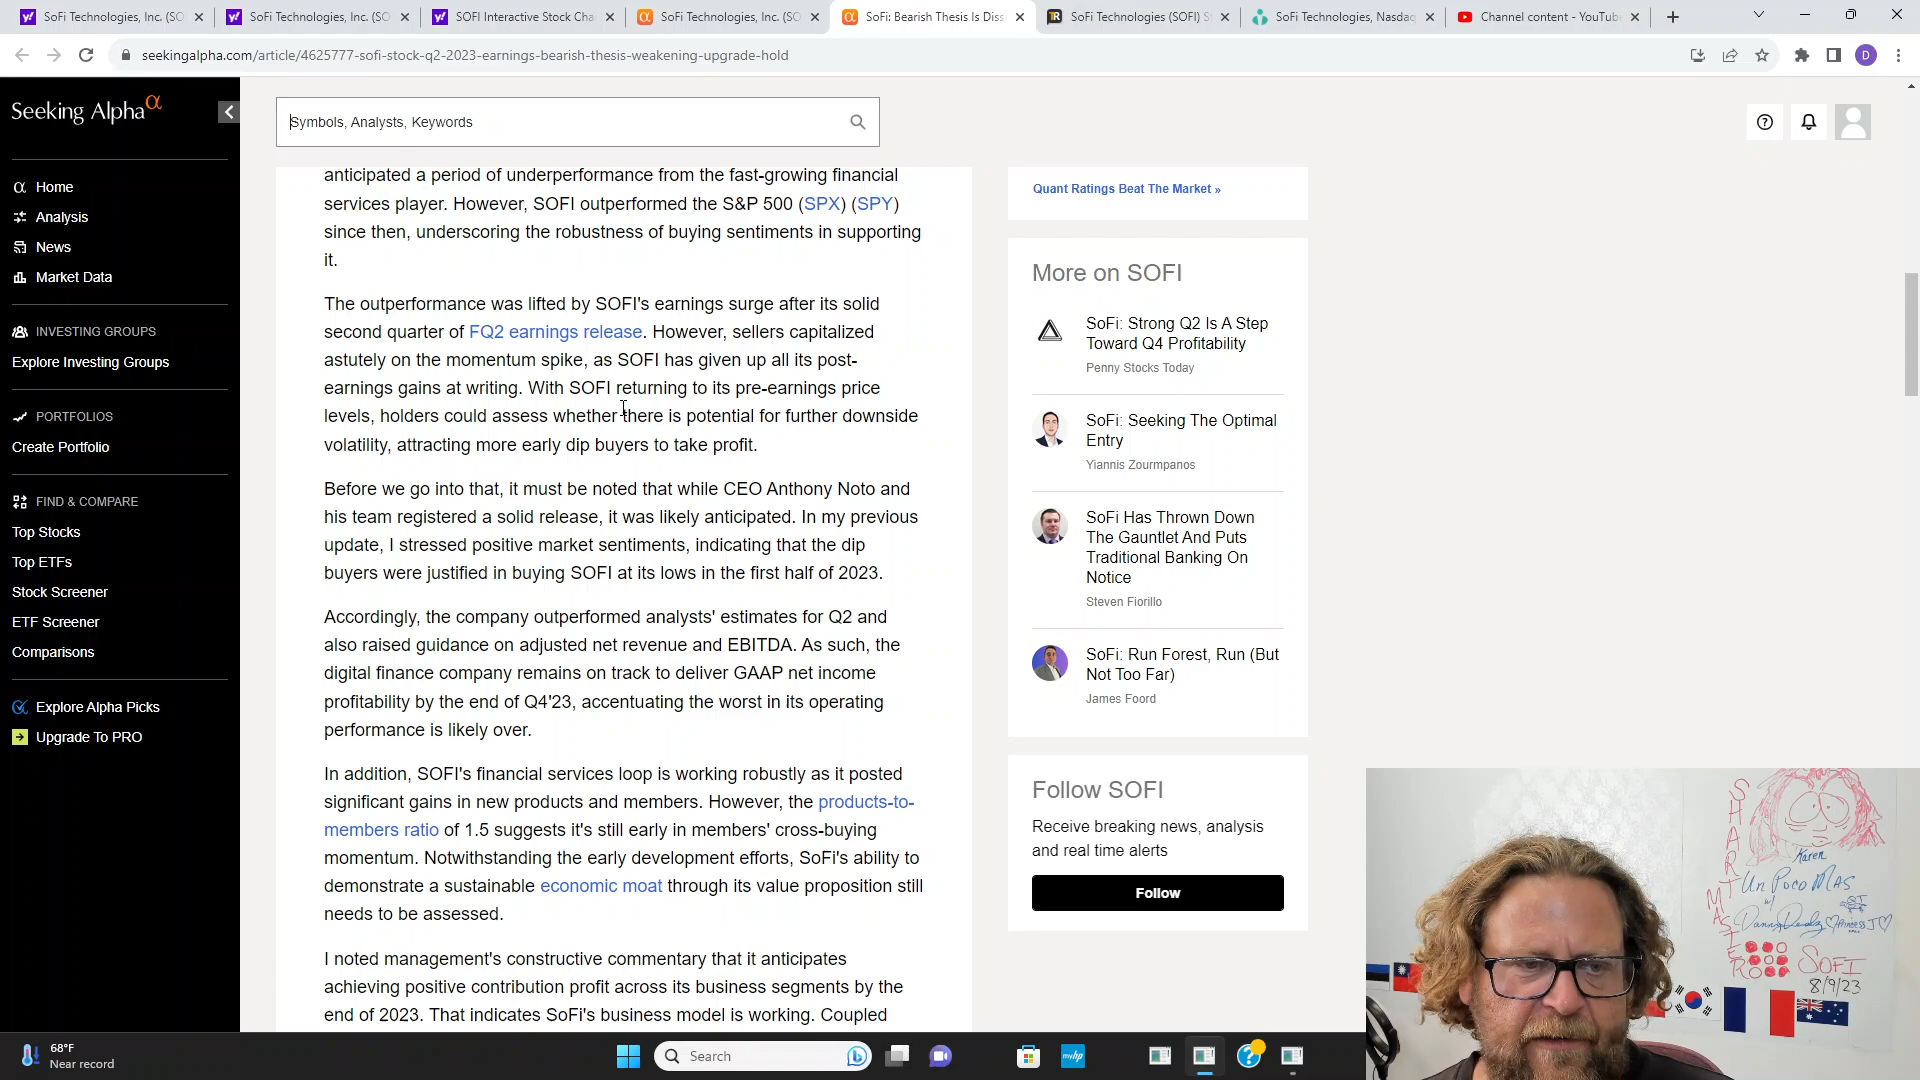 SoFi Technologies, Inc. (SO
SoFi Technologies, Inc. (SO
SOFI Interactive Stock Cha
SoFi Technologies, Inc. (SO
SoFi: Bearish Thesis Is Diss
SoFi Technologies (SOFI) S
SoFi Technologies, Nasdaq
Channel content - YouTube
seekingalpha.com/article/4625777-sofi-stock-q2-2023-earnings-bearish-thesis-weakening-upgrade-hold
D
Seeking Alpha α
Symbols, Analysts, Keywords
Home
Analysis
News
Market Data
INVESTING GROUPS
Explore Investing Groups
PORTFOLIOS
Create Portfolio
FIND & COMPARE
Top Stocks
Top ETFs
Stock Screener
ETF Screener
Comparisons
Explore Alpha Picks
Upgrade To PRO
anticipated a period of underperformance from the fast-growing financial
services player. However, SOFI outperformed the S&P 500 (SPX) (SPY)
since then, underscoring the robustness of buying sentiments in supporting
it.
The outperformance was lifted by SOFI's earnings surge after its solid
second quarter of FQ2 earnings release. However, sellers capitalized
astutely on the momentum spike, as SOFI has given up all its post-
earnings gains at writing. With SOFI returning to its pre-earnings price
levels, holders could assess whether there is potential for further downside
volatility, attracting more early dip buyers to take profit.
Before we go into that, it must be noted that while CEO Anthony Noto and
his team registered a solid release, it was likely anticipated. In my previous
update, I stressed positive market sentiments, indicating that the dip
buyers were justified in buying SOFI at its lows in the first half of 2023.
Accordingly, the company outperformed analysts' estimates for Q2 and
also raised guidance on adjusted net revenue and EBITDA. As such, the
digital finance company remains on track to deliver GAAP net income
profitability by the end of Q4'23, accentuating the worst in its operating
performance is likely over.
In addition, SOFI's financial services loop is working robustly as it posted
significant gains in new products and members. However, the products-to-
members ratio of 1.5 suggests it's still early in members' cross-buying
momentum. Notwithstanding the early development efforts, SoFi's ability to
demonstrate a sustainable economic moat through its value proposition still
needs to be assessed.
I noted management's constructive commentary that it anticipates
achieving positive contribution profit across its business segments by the
end of 2023. That indicates SoFi's business model is working. Coupled
Quant Ratings Beat The Market »
More on SOFI
SoFi: Strong Q2 Is A Step
Toward Q4 Profitability
Penny Stocks Today
SoFi: Seeking The Optimal
Entry
Yiannis Zourmpanos
SoFi Has Thrown Down
The Gauntlet And Puts
Traditional Banking On
Notice
Steven Fiorillo
SoFi: Run Forest, Run (But
Not Too Far)
James Foord
Follow SOFI
Receive breaking news, analysis
and real time alerts
Follow
SHART
MASTER
Karen
Un Poco MAS
w/
Princess J
SOFI
8/9/23
68°F
Near record
Search
myhp